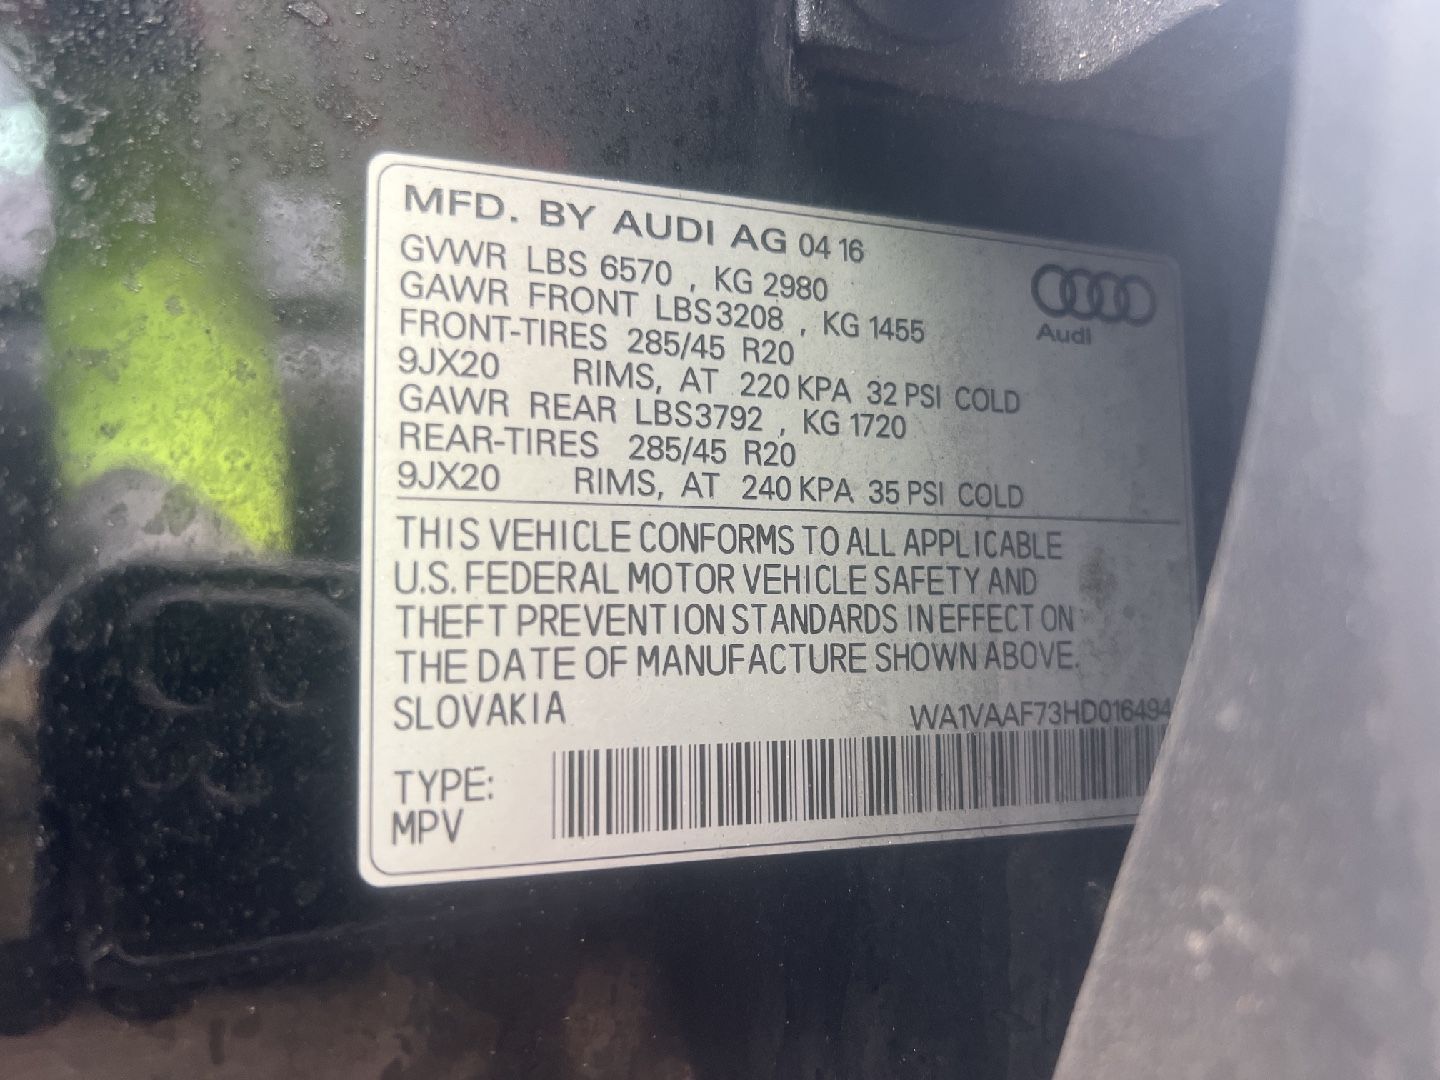 MFD. BY AUDI AG 04 16
GVWR LBS 6570 , KG 2980
GAWR FRONT LBS3208 , KG 1455
FRONT-TIRES 285/45 R20
9JX20 RIMS, AT 220 KPA 32 PSI COLD
GAWR REAR LBS3792 , KG 1720
REAR-TIRES 285/45 R20
9JX20 RIMS, AT 240 KPA 35 PSI COLD
Audi
THIS VEHICLE CONFORMS TO ALL APPLICABLE
U.S. FEDERAL MOTOR VEHICLE SAFETY AND
THEFT PREVENTION STANDARDS IN EFFECT ON
THE DATE OF MANUFACTURE SHOWN ABOVE.
SLOVAKIA WA1VAAF73HD016494
TYPE:
MPV